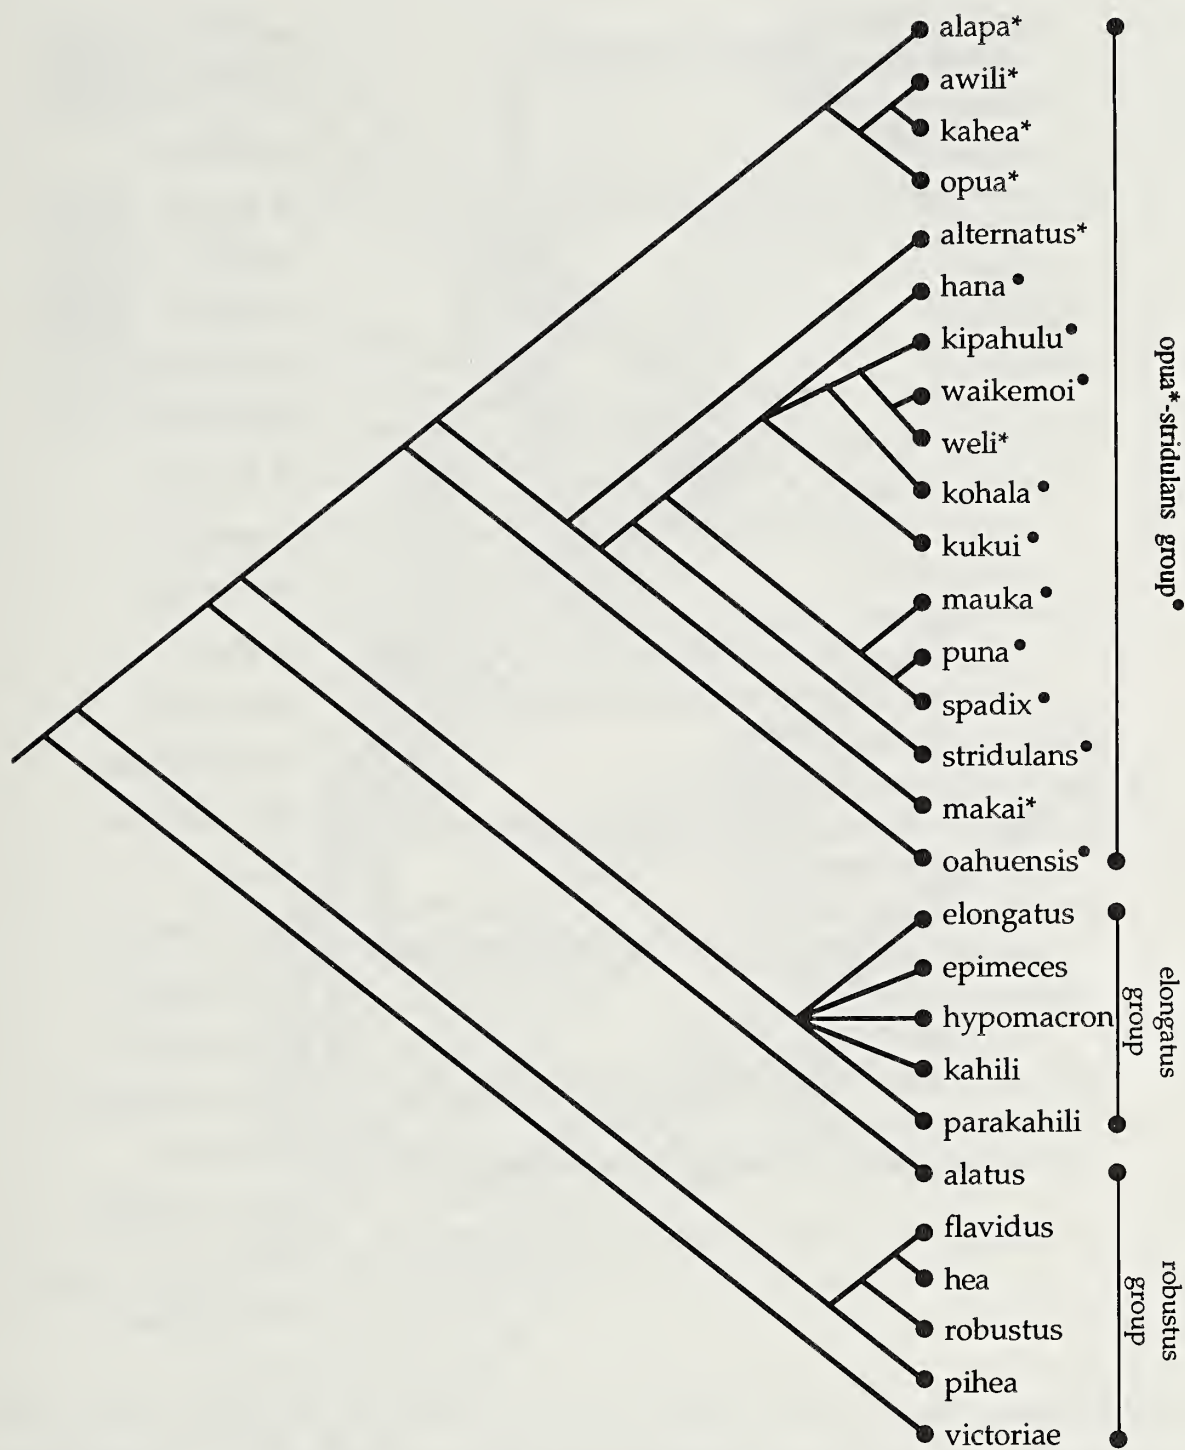 alapa*
awili*
kahea*
opua*
alternatus*
hana●
kipahulu●
waikemoi●
weli*
kohala●
kukui●
mauka●
puna●
spadix●
stridulans●
makai*
oahuensis●
elongatus
epimeces
hypomacron
kahili
parakahili
alatus
flavidus
hea
robustus
pihea
victoriae
opua*-stridulans group●
elongatus
group
robustus
group